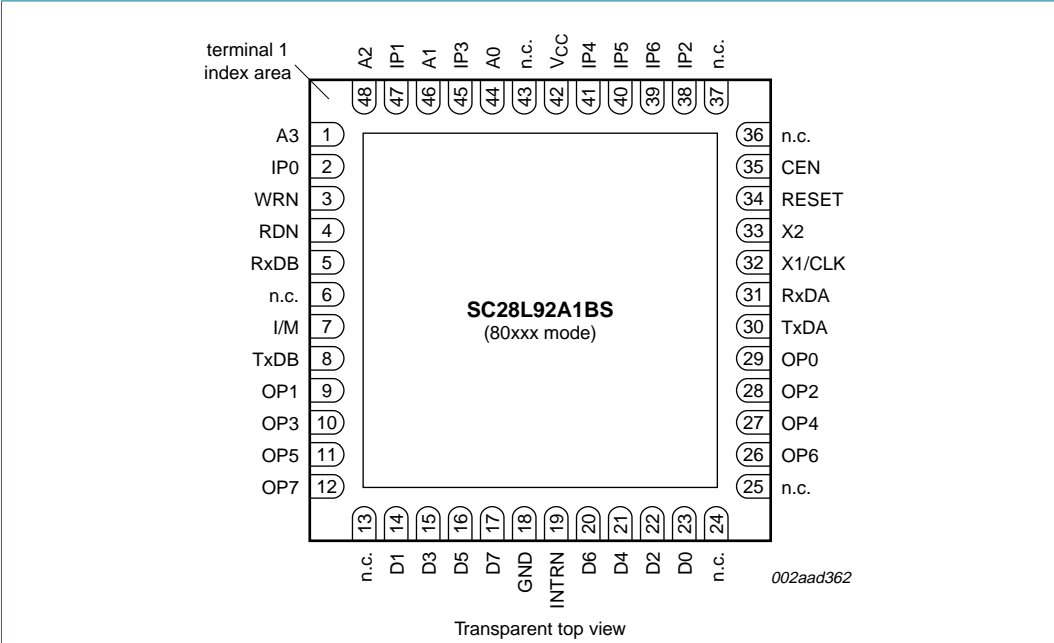 terminal 1
index area
A2 IP1 A1 IP3 A0 n.c. VCC IP4 IP5 IP6 IP2 n.c.
48 47 46 45 44 43 42 41 40 39 38 37
A3 1 36 n.c.
IP0 2 35 CEN
WRN 3 34 RESET
RDN 4 33 X2
RxDB 5 32 X1/CLK
n.c. 6 31 RxDA
I/M 7 30 TxDA
TxDB 8 29 OP0
OP1 9 28 OP2
OP3 10 27 OP4
OP5 11 26 OP6
OP7 12 25 n.c.
SC28L92A1BS
(80xxx mode)
13 14 15 16 17 18 19 20 21 22 23 24
n.c. D1 D3 D5 D7 GND INTRN D6 D4 D2 D0 n.c.
002aad362
Transparent top view